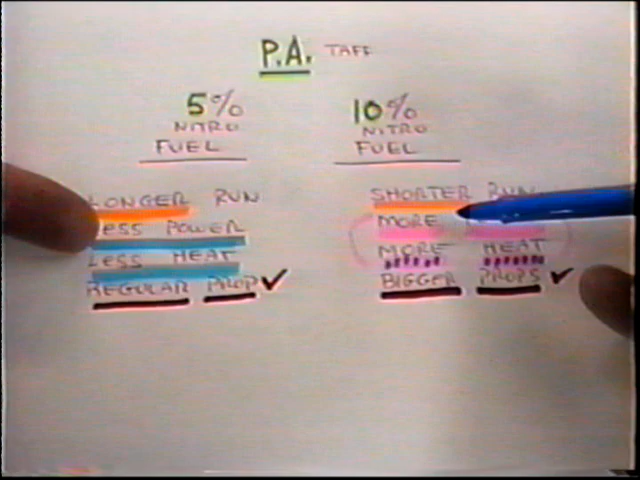 P.A. TAFF
5%
NITRO
FUEL
LONGER RUN
LESS POWER
LESS HEAT
REGULAR PROP✓
10%
NITRO
FUEL
SHORTER RUN
MORE
MORE HEAT
BIGGER PROPS ✓